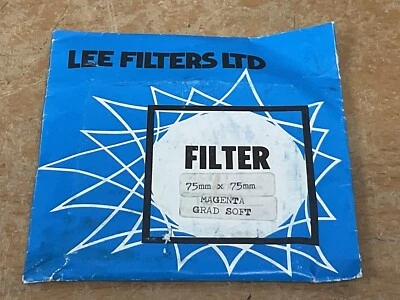 LEE FILTERS LTD
FILTER
75mm x 75mm
MAGENTA
GRAD SOFT